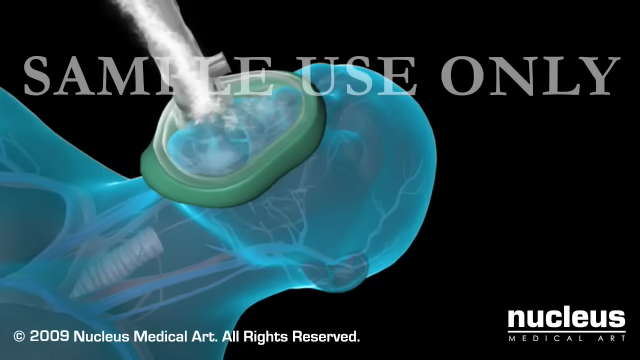 SAMPLE USE ONLY
© 2009 Nucleus Medical Art. All Rights Reserved.
nucleus
MEDICAL ART